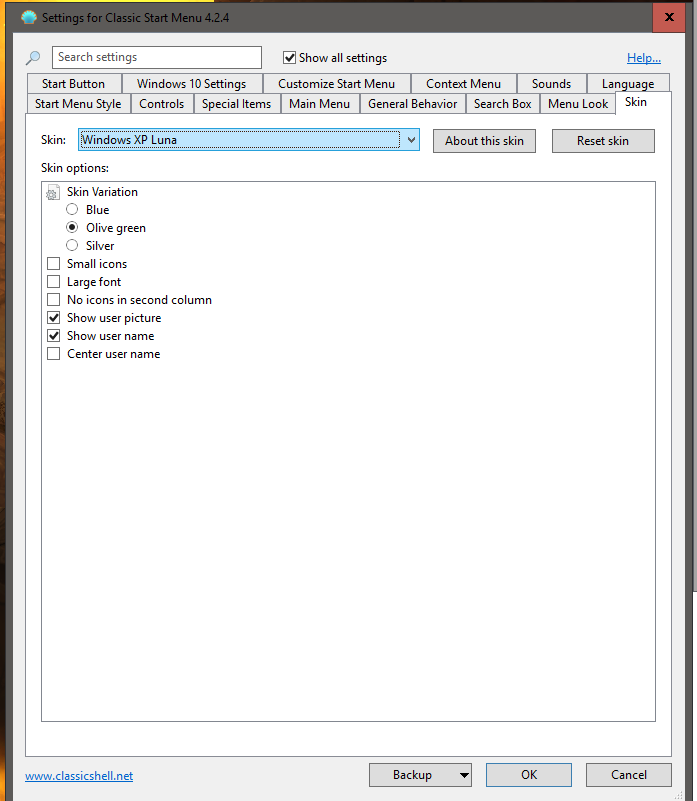 Settings for Classic Start Menu 4.2.4
Search settings
Show all settings
Help...
Start Button
Windows 10 Settings
Customize Start Menu
Context Menu
Sounds
Language
Start Menu Style
Controls
Special Items
Main Menu
General Behavior
Search Box
Menu Look
Skin
Skin:
Windows XP Luna
About this skin
Reset skin
Skin options:
Skin Variation
Blue
Olive green
Silver
Small icons
Large font
No icons in second column
Show user picture
Show user name
Center user name
www.classicshell.net
Backup
OK
Cancel